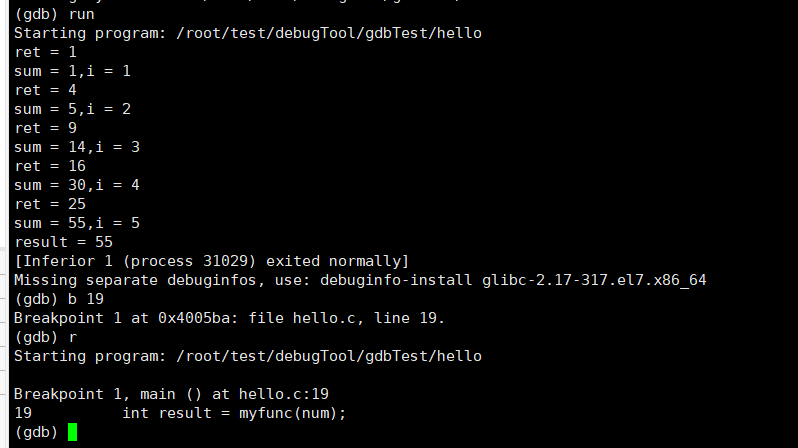 (gdb) run
Starting program: /root/test/debugTool/gdbTest/hello
ret = 1
sum = 1,i = 1
ret = 4
sum = 5,i = 2
ret = 9
sum = 14,i = 3
ret = 16
sum = 30,i = 4
ret = 25
sum = 55,i = 5
result = 55
[Inferior 1 (process 31029) exited normally]
Missing separate debuginfos, use: debuginfo-install glibc-2.17-317.el7.x86_64
(gdb) b 19
Breakpoint 1 at 0x4005ba: file hello.c, line 19.
(gdb) r
Starting program: /root/test/debugTool/gdbTest/hello

Breakpoint 1, main () at hello.c:19
19          int result = myfunc(num);
(gdb)